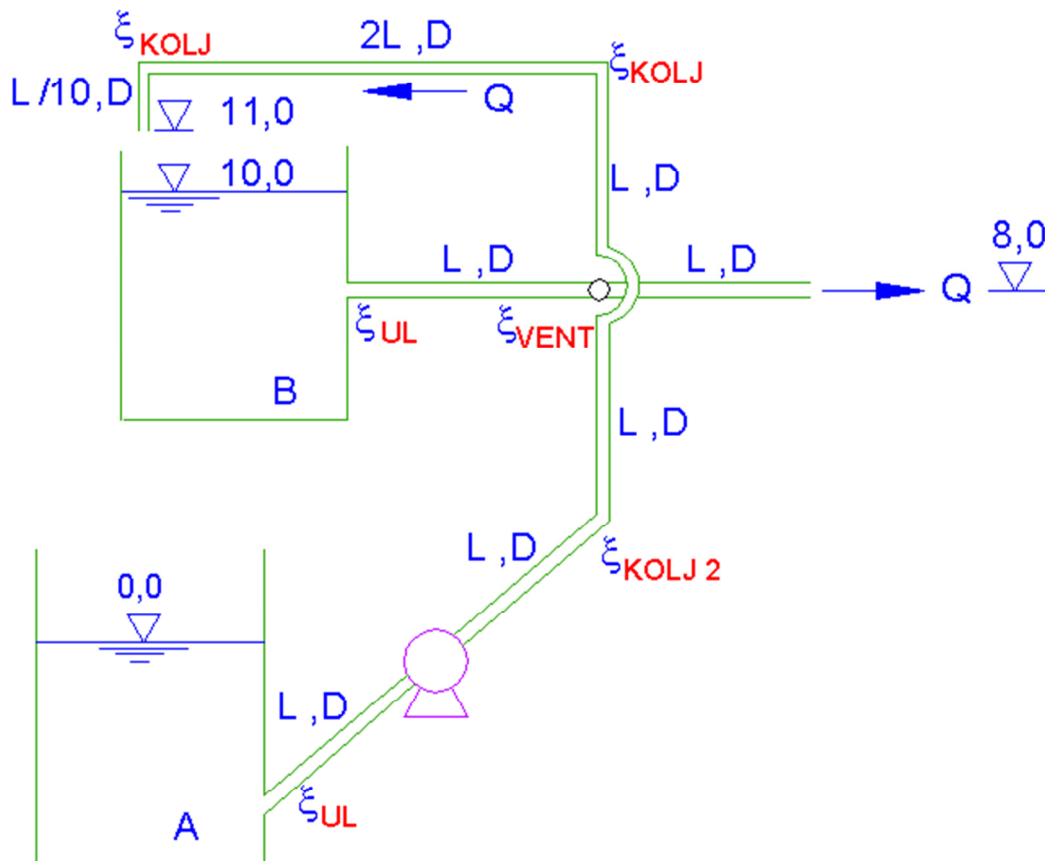 ξKOLJ
2L ,D
ξKOLJ
L /10,D
11,0
Q
10,0
L ,D
8,0
L ,D
L ,D
Q
ξUL
ξVENT
B
L ,D
L ,D
ξKOLJ 2
0,0
L ,D
ξUL
A